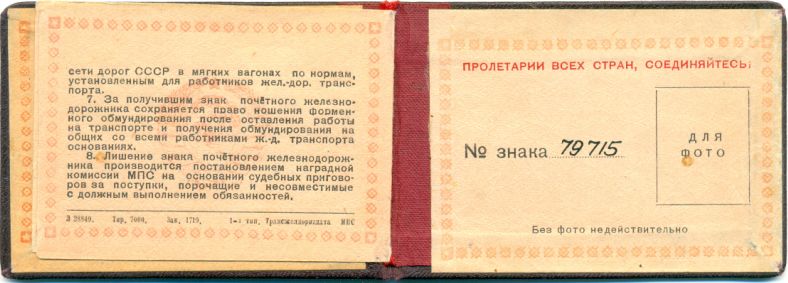 сети дорог СССР в мягких вагонах по нормам,
установленным для работников жел.-дор. транс-
порта.
7. За получившим знак почётного железно-
дорожника сохраняется право ношения формен-
ного обмундирования после оставления работы
на транспорте и получения обмундирования на
общих со всеми работниками ж.-д. транспорта
основаниях.
8. Лишение знака почётного железнодорож-
ника производится постановлением наградной
комиссии МПС на основании судебных пригово-
ров за поступки, порочащие и несовместимые
с должным выполнением обязанностей.
Л 28849. Тир. 7000. Зак. 1719. 1-я тип. Трансжелдориздата МПС
ПРОЛЕТАРИИ ВСЕХ СТРАН, СОЕДИНЯЙТЕСЬ!
ДЛЯ
ФОТО
№ знака 79715
Без фото недействительно